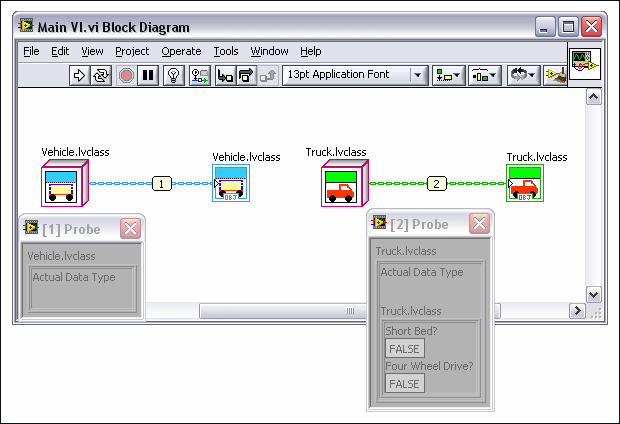 Main VI.vi Block Diagram
File Edit View Project Operate Tools Window Help
13pt Application Font
Vehicle.lvclass Vehicle.lvclass Truck.lvclass Truck.lvclass
1 2
OBJ OBJ
[1] Probe
Vehicle.lvclass
Actual Data Type
[2] Probe
Truck.lvclass
Actual Data Type
Truck.lvclass
Short Bed?
FALSE
Four Wheel Drive?
FALSE